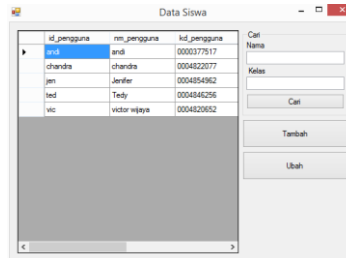 Data Siswa
id_pengguna nm_pengguna kd_pengguna
andi andi 0000377517
chandra chandra 0004822077
jen Jenifer 0004854962
ted Tedy 0004846256
vic victor wijaya 0004820652
Cari
Nama
Kelas
Cari
Tambah
Ubah